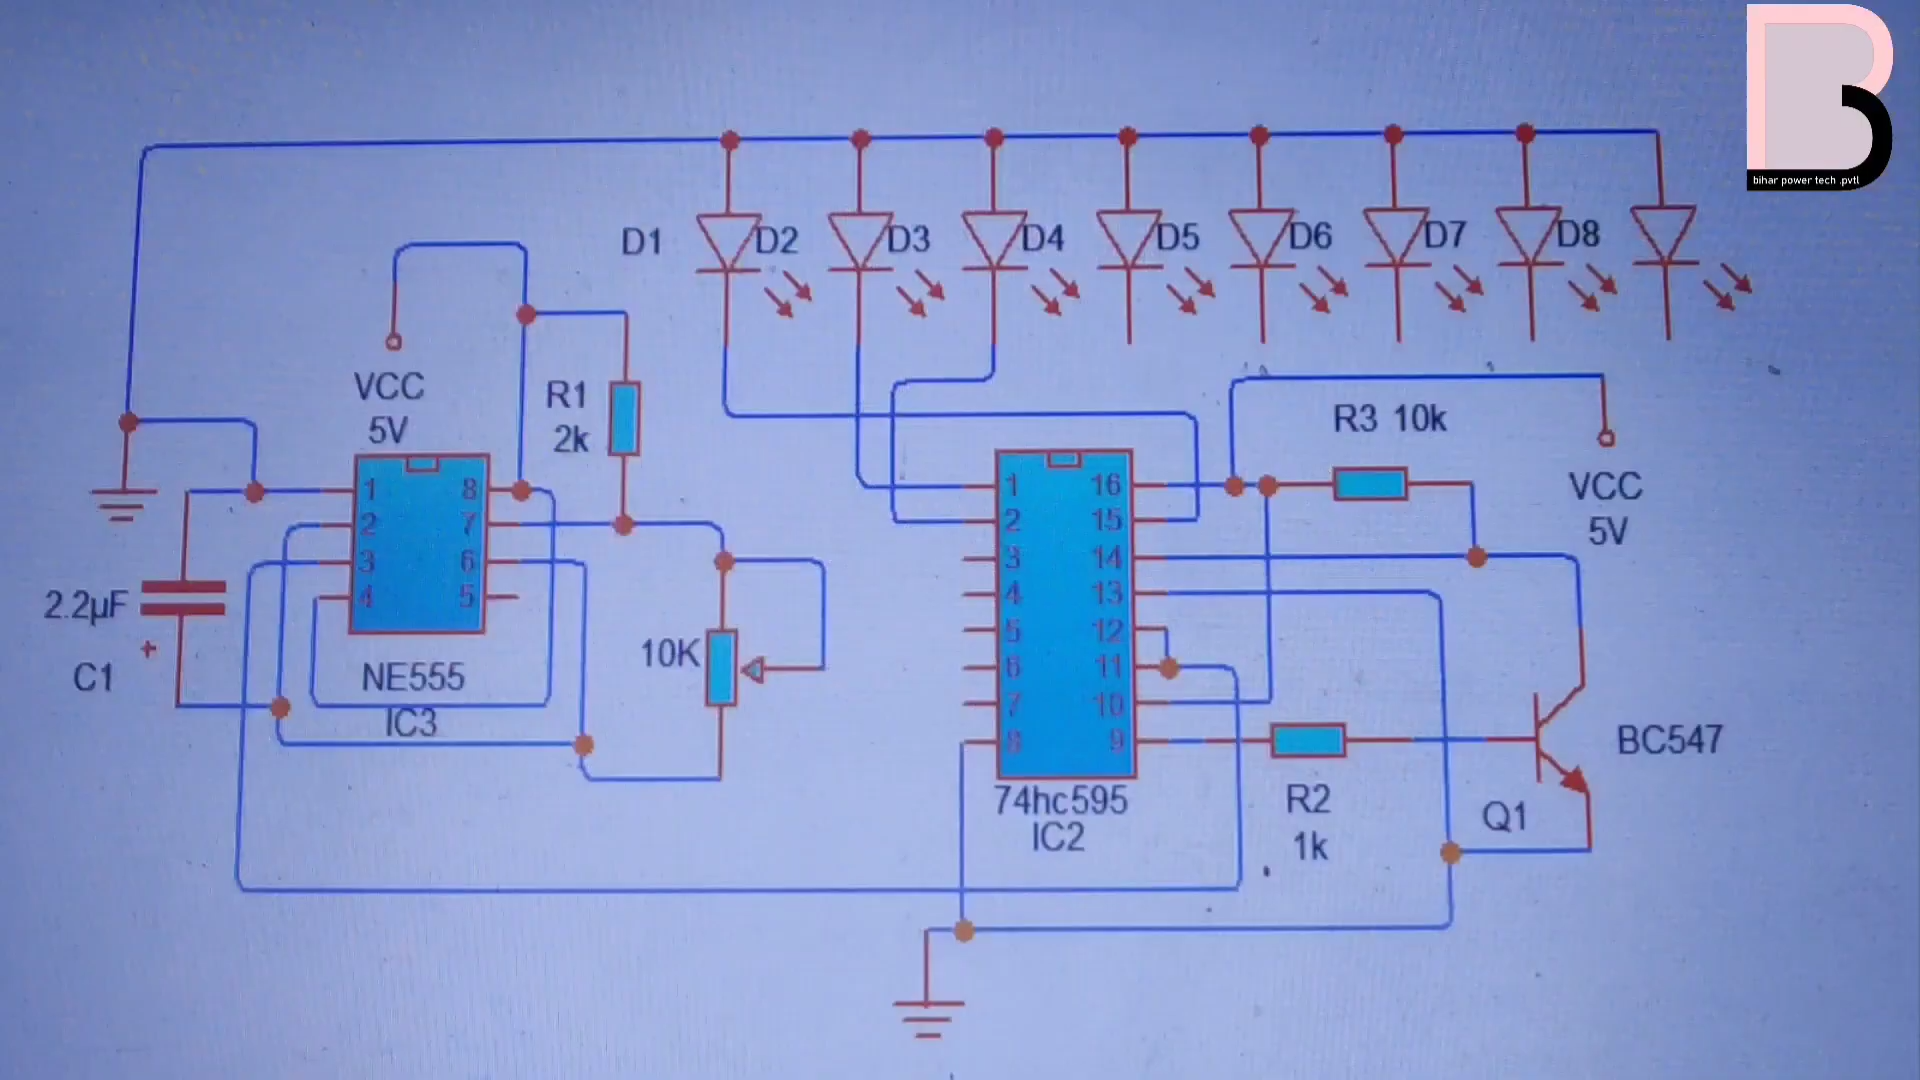 bihar power tech .pvtl
D1
D2
D3
D4
D5
D6
D7
D8
VCC
5V
R1
2k
R3 10k
VCC
5V
1
2
3
4
8
7
6
5
2.2µF
+
C1
NE555
IC3
10K
1
2
3
4
5
6
7
8
16
15
14
13
12
11
10
9
74hc595
IC2
R2
1k
Q1
BC547